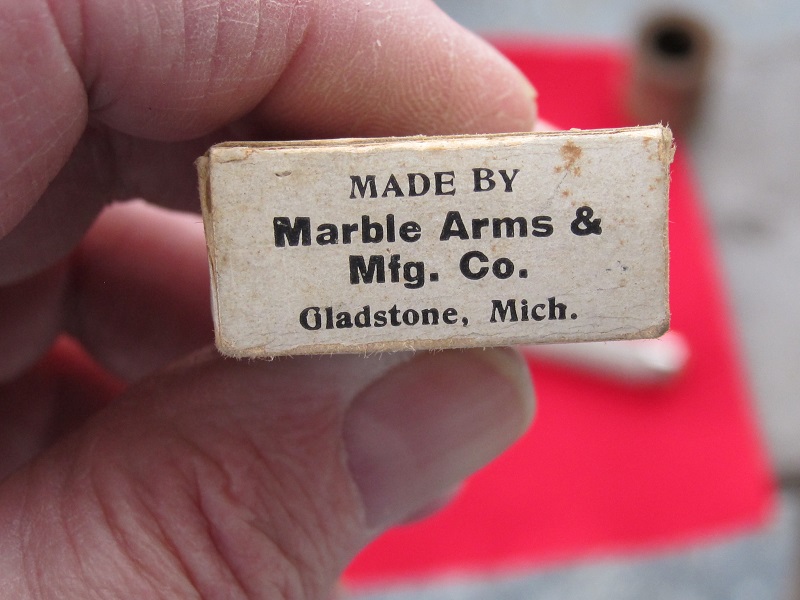 MADE BY
Marble Arms &
Mfg. Co.
Gladstone, Mich.